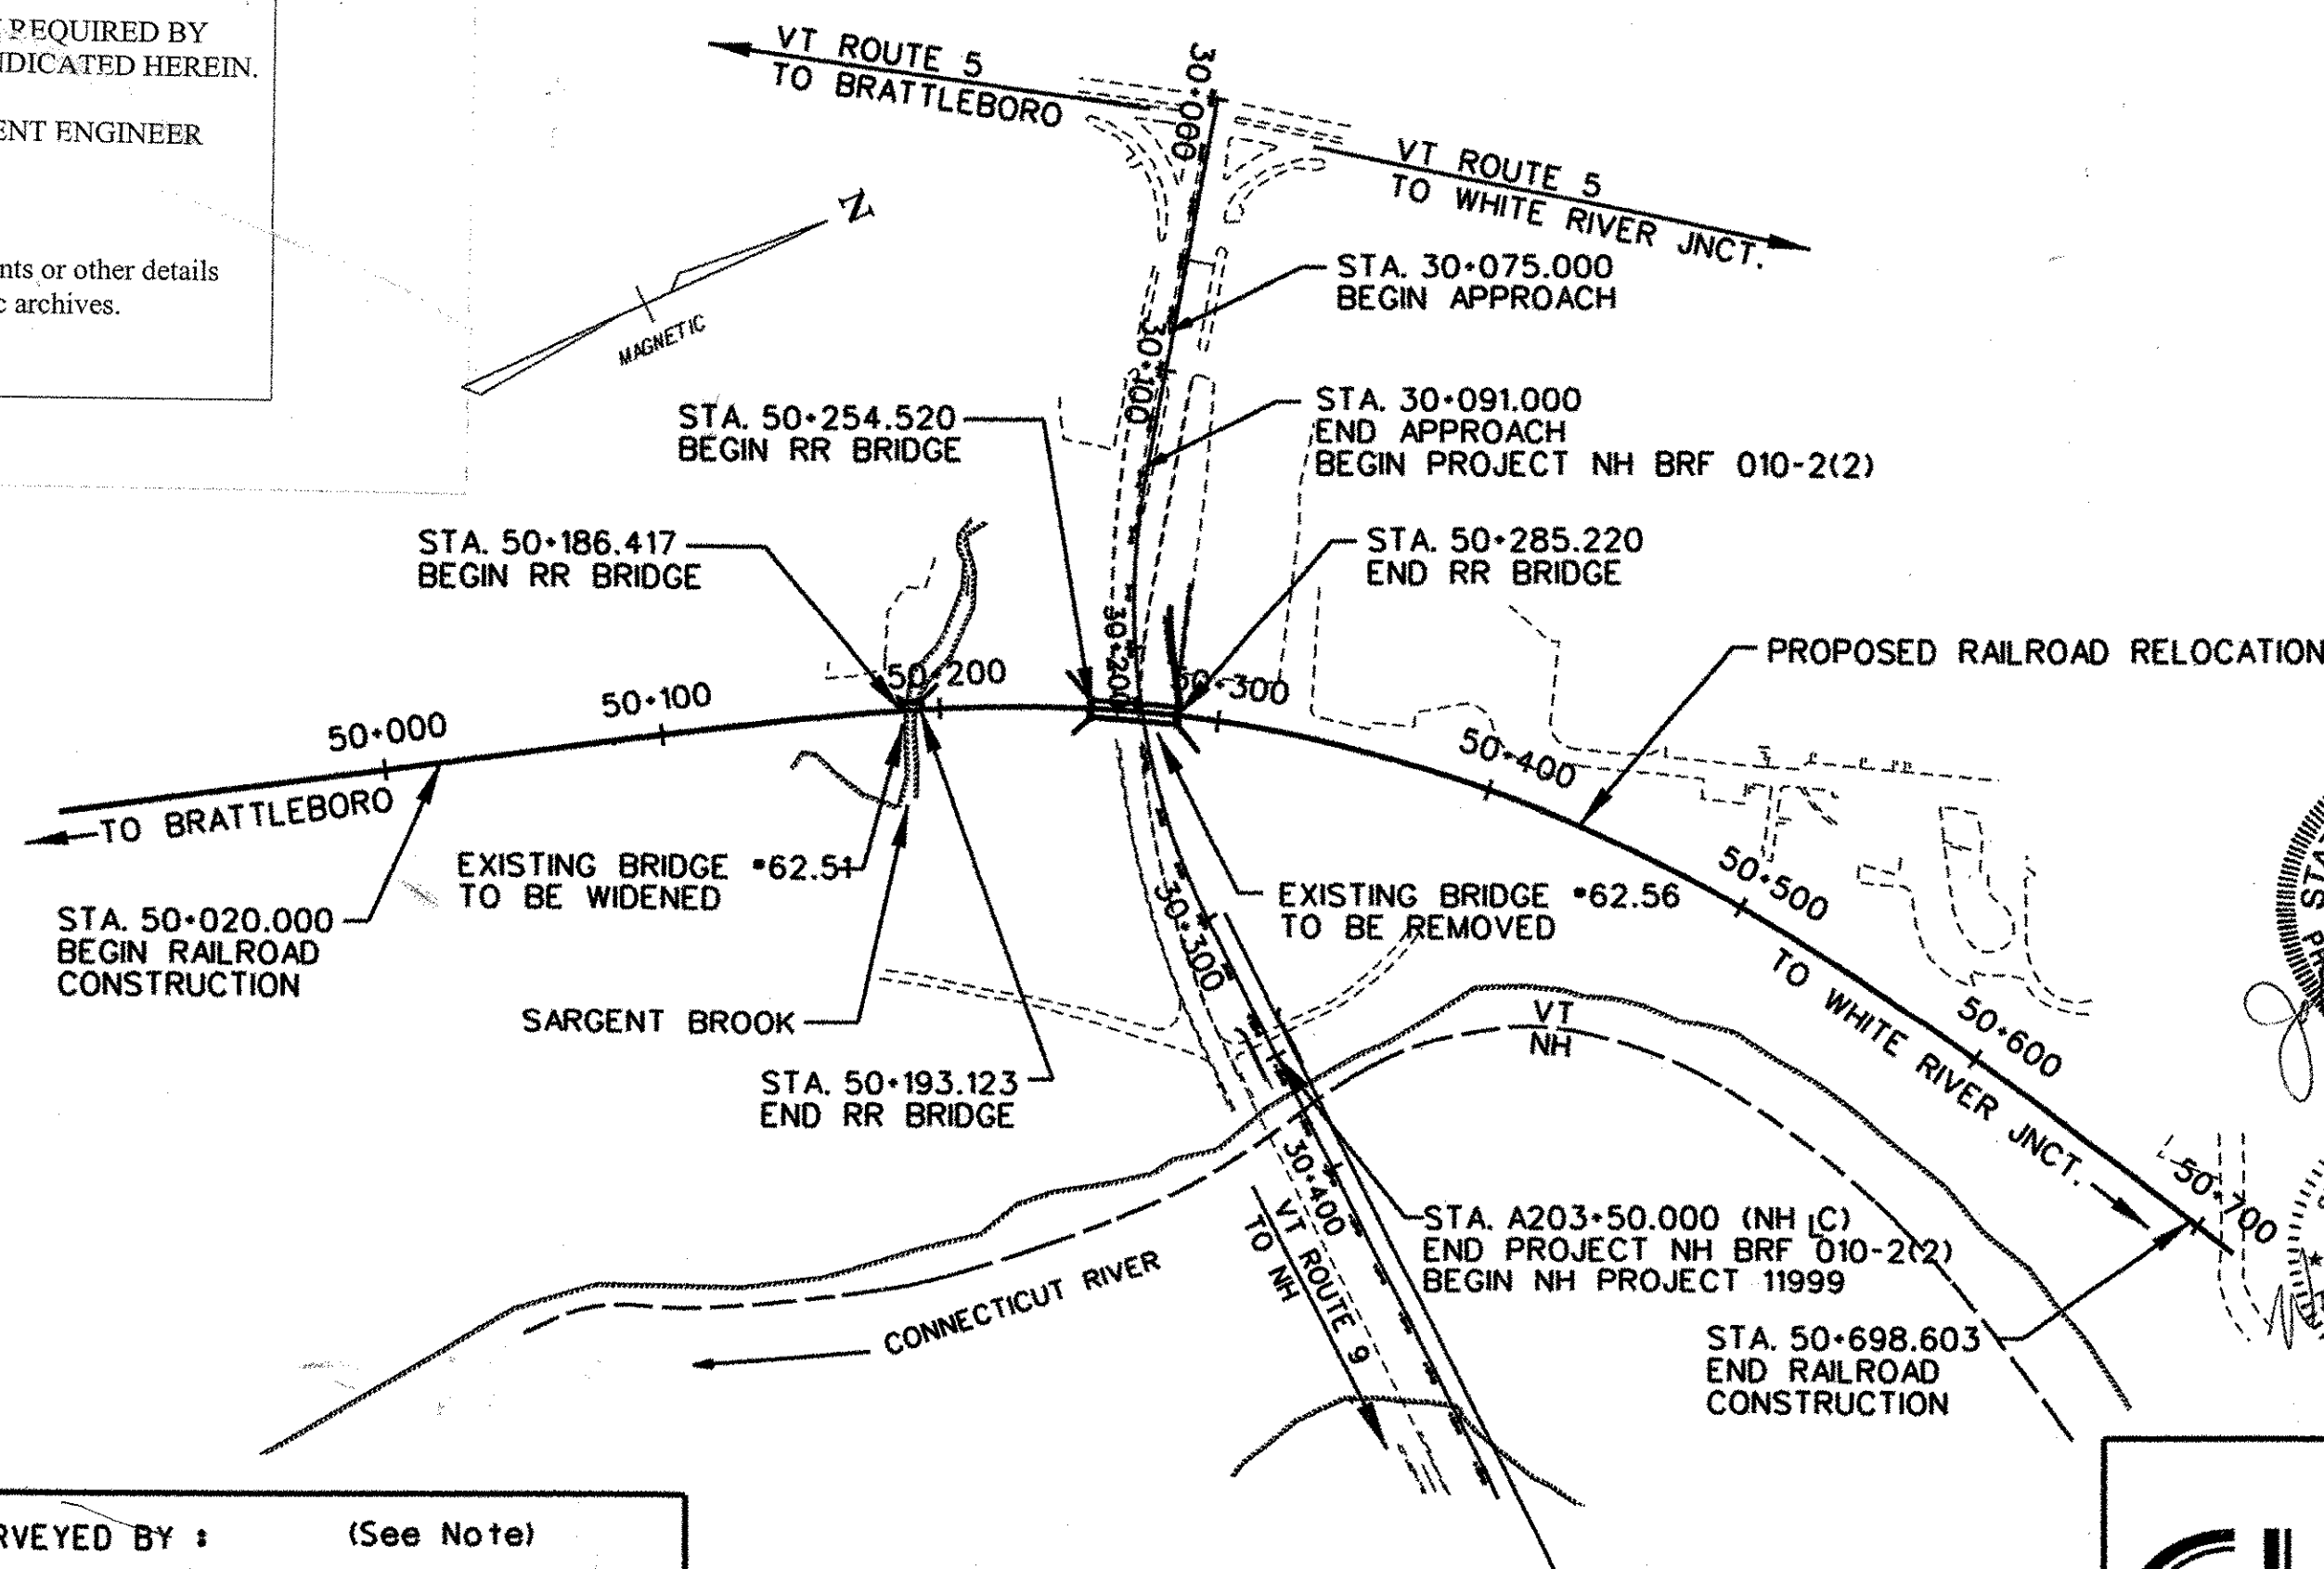 REQUIRED BY
NDICATED HEREIN.
ENT ENGINEER
nts or other details
c archives.
VT ROUTE 5
TO BRATTLEBORO
30+060
VT ROUTE 5
TO WHITE RIVER JNCT.
N
MAGNETIC
STA. 30+075.000
BEGIN APPROACH
30+100
STA. 50+254.520
BEGIN RR BRIDGE
STA. 30+091.000
END APPROACH
BEGIN PROJECT NH BRF 010-2(2)
STA. 50+186.417
BEGIN RR BRIDGE
STA. 50+285.220
END RR BRIDGE
30+200
PROPOSED RAILROAD RELOCATION
50+000
50+100
50+200
50+300
50+400
50+500
50+600
50+700
TO BRATTLEBORO
EXISTING BRIDGE #62.51
TO BE WIDENED
EXISTING BRIDGE #62.56
TO BE REMOVED
30+300
STA. 50+020.000
BEGIN RAILROAD
CONSTRUCTION
SARGENT BROOK
TO WHITE RIVER JNCT.
VT
NH
STA. 50+193.123
END RR BRIDGE
30+400
VT ROUTE 9
TO NH
STA. A203+50.000 (NH LC)
END PROJECT NH BRF 010-2(2)
BEGIN NH PROJECT 11999
CONNECTICUT RIVER
STA. 50+698.603
END RAILROAD
CONSTRUCTION
RVEYED BY : (See Note)